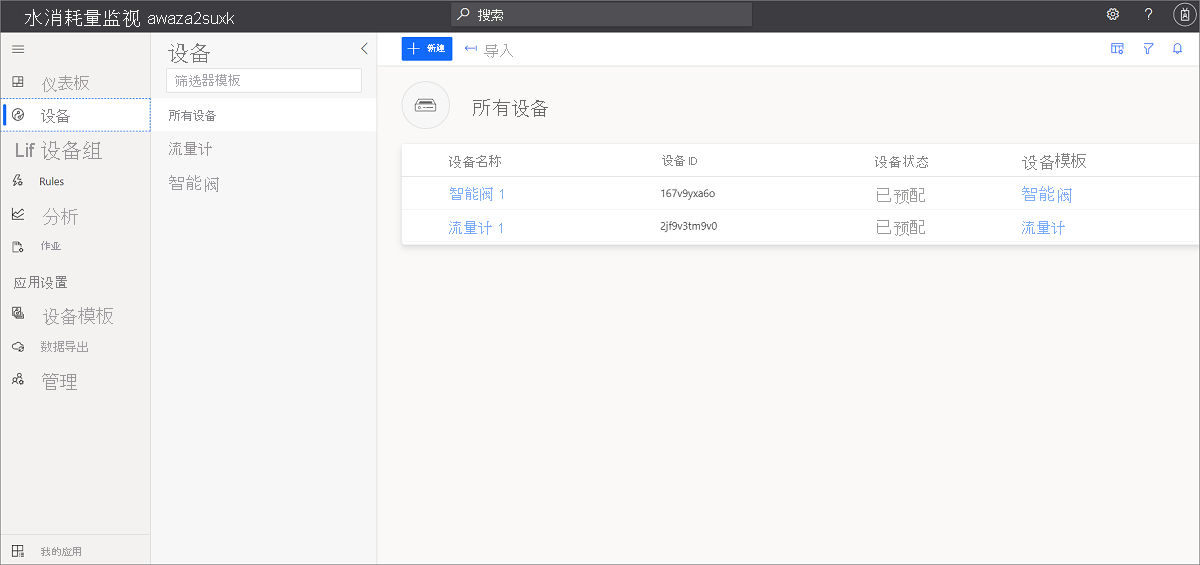 水消耗量监视 awaza2suxk
搜索
?
仪表板
设备
Lif 设备组
Rules
分析
作业
应用设置
设备模板
数据导出
管理
我的应用
设备
筛选器模板
所有设备
流量计
智能阀
新建
导入
所有设备
设备名称 设备 ID 设备状态 设备模板
智能阀 1 167v9yxa6o 已预配 智能阀
流量计 1 2jf9v3tm9v0 已预配 流量计